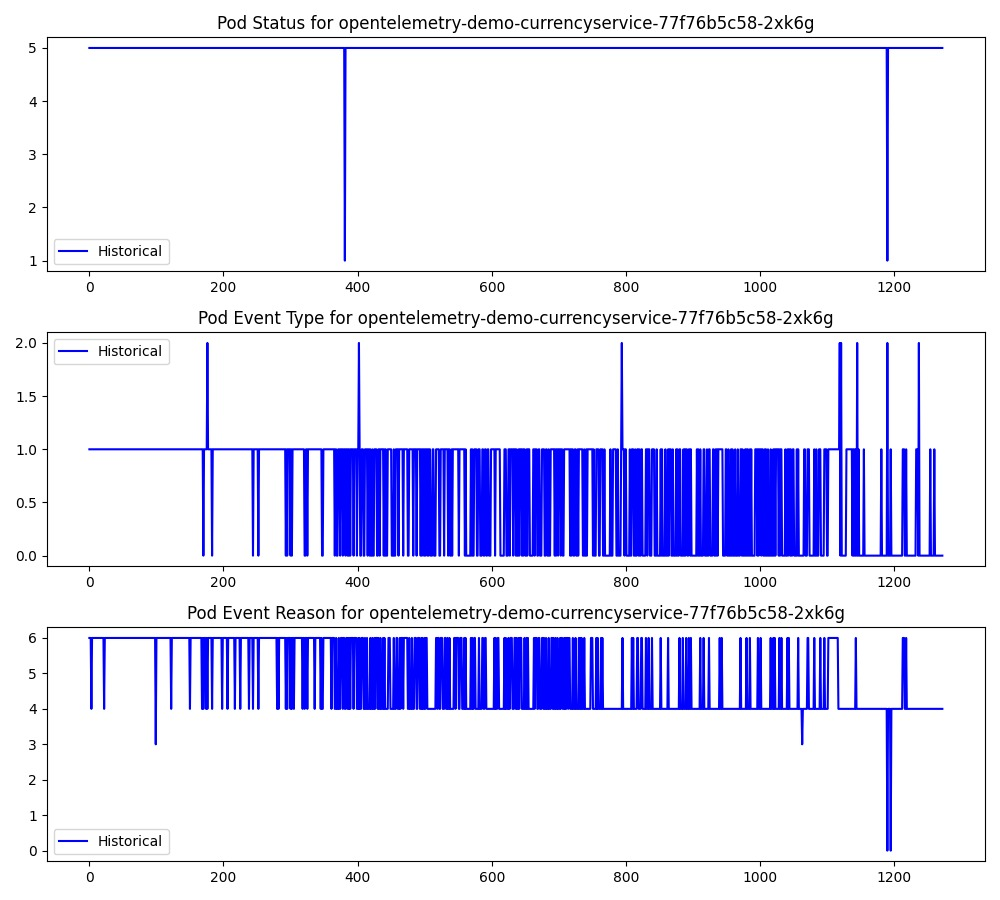 Pod Status for opentelemetry-demo-currencyservice-77f76b5c58-2xk6g
5
4
3
2
1
Historical
0 200 400 600 800 1000 1200
Pod Event Type for opentelemetry-demo-currencyservice-77f76b5c58-2xk6g
2.0
Historical
1.5
1.0
0.5
0.0
0 200 400 600 800 1000 1200
Pod Event Reason for opentelemetry-demo-currencyservice-77f76b5c58-2xk6g
6
5
4
3
2
1
Historical
0
0 200 400 600 800 1000 1200